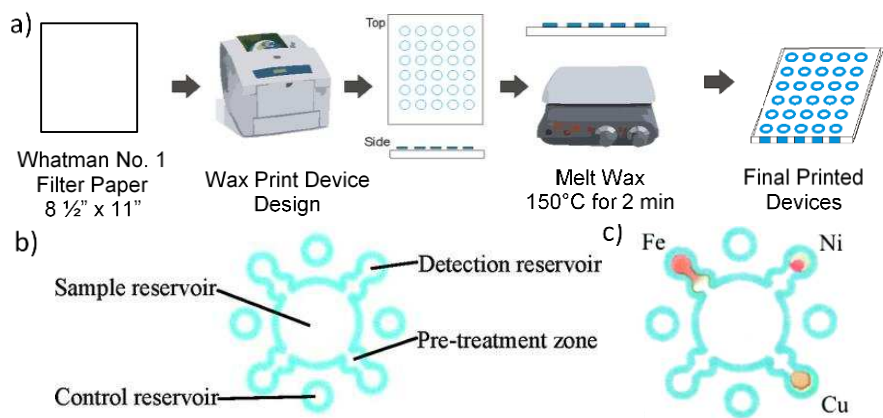 a)
Whatman No. 1
Filter Paper
8 ½” x 11”
Wax Print Device
Design
Top
Side
Melt Wax
150°C for 2 min
Final Printed
Devices
b)
Sample reservoir
Control reservoir
Detection reservoir
Pre-treatment zone
c)
Fe
Ni
Cu